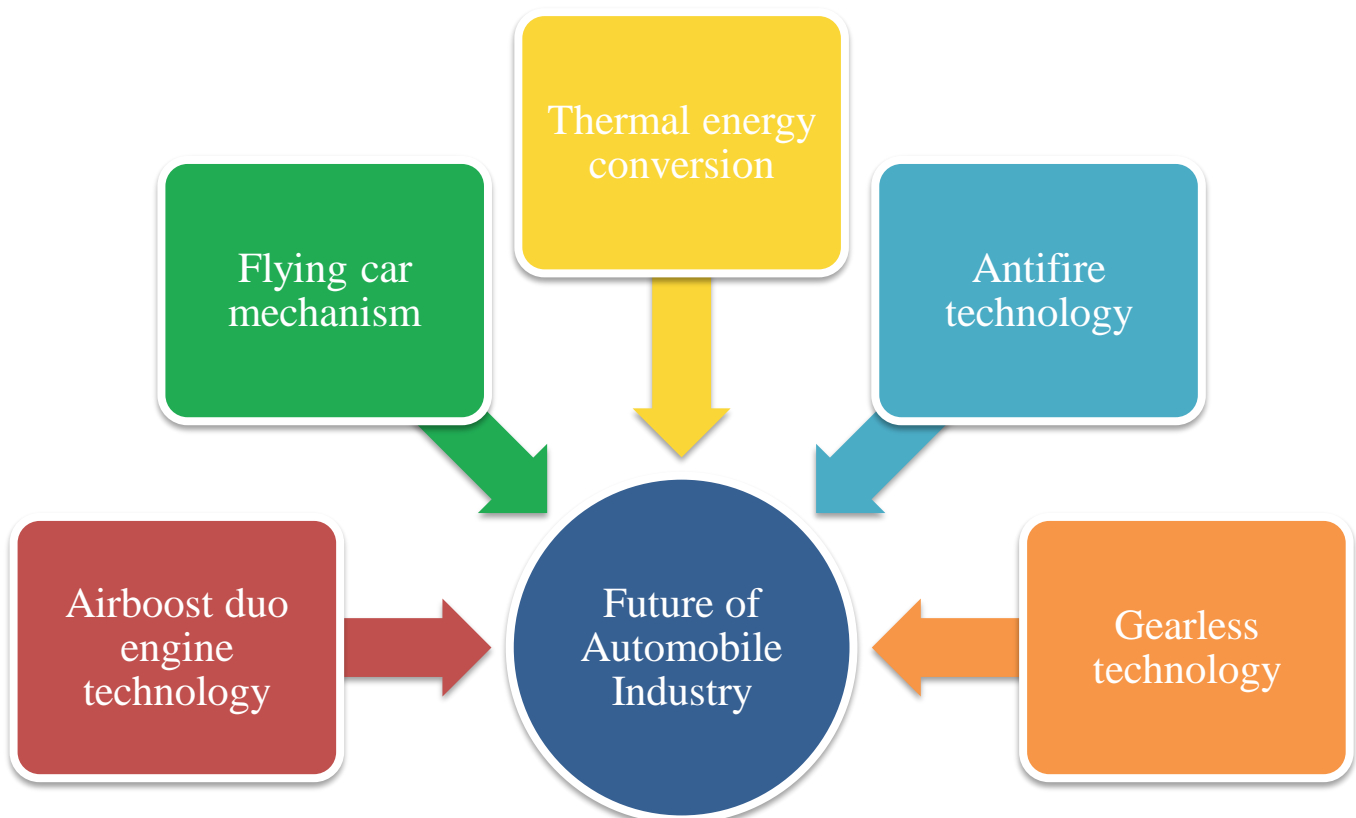 Thermal energy
conversion
Flying car
mechanism
Antifire
technology
Airboost duo
engine
technology
Future of
Automobile
Industry
Gearless
technology